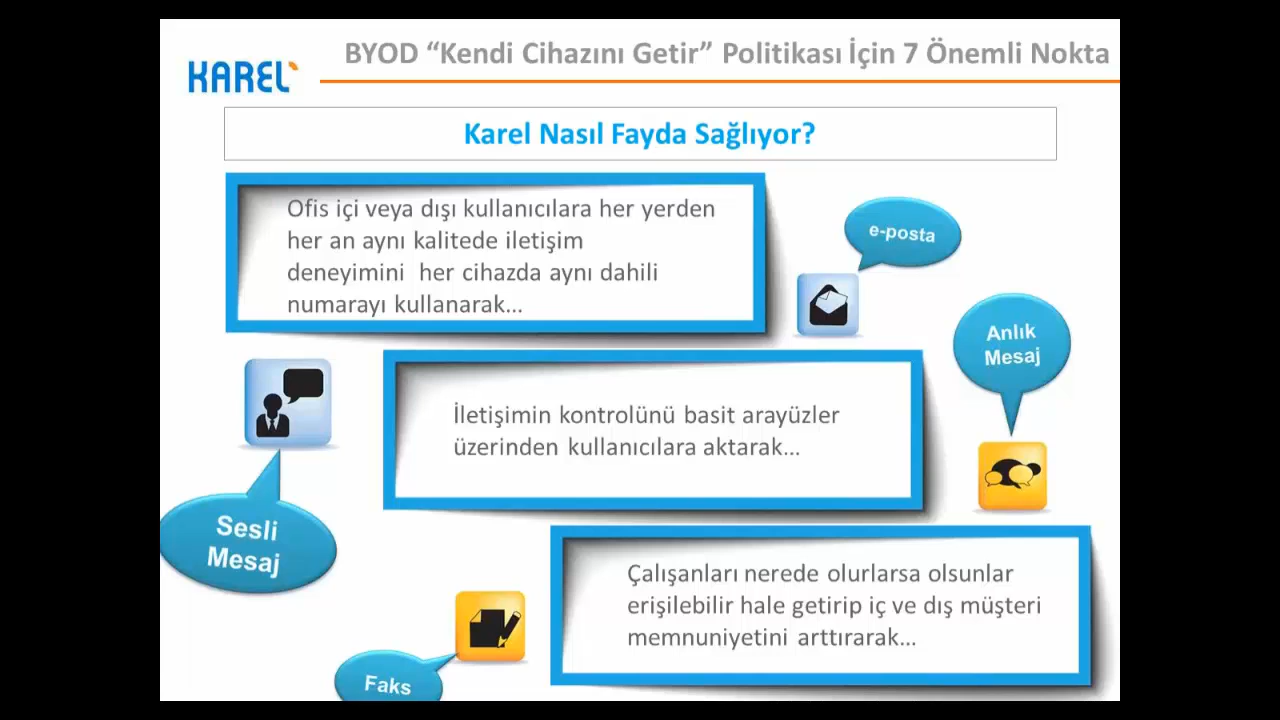 BYOD “Kendi Cihazını Getir” Politikası İçin 7 Önemli Nokta
KAREL
Karel Nasıl Fayda Sağlıyor?
Ofis içi veya dışı kullanıcılara her yerden
her an aynı kalitede iletişim
deneyimini her cihazda aynı dahili
numarayı kullanarak...
e-posta
Anlık
Mesaj
İletişimin kontrolünü basit arayüzler
üzerinden kullanıcılara aktarak...
Sesli
Mesaj
Çalışanları nerede olurlarsa olsunlar
erişilebilir hale getirip iç ve dış müşteri
memnuniyetini arttırarak...
Faks